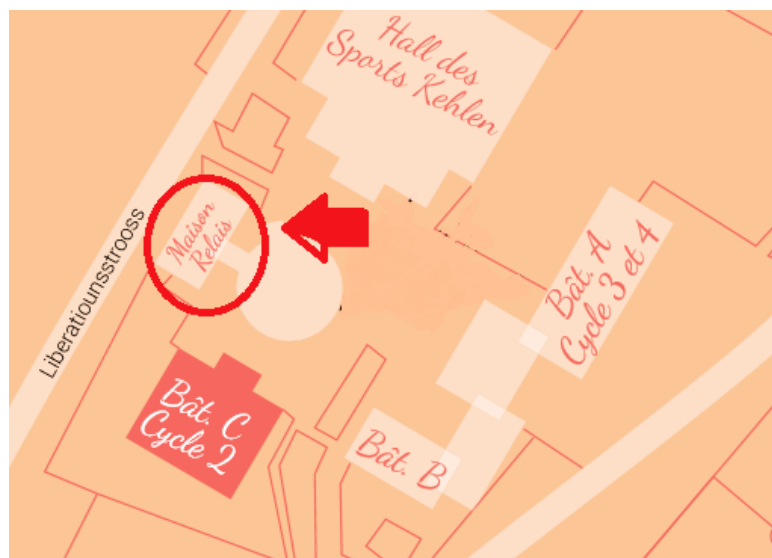 Hall des
Sports Kehlen
Maison
Relais
Liberatiounsstrooss
Bât. A
Cycle 3 et 4
Bât. C
Cycle 2
Bât. B